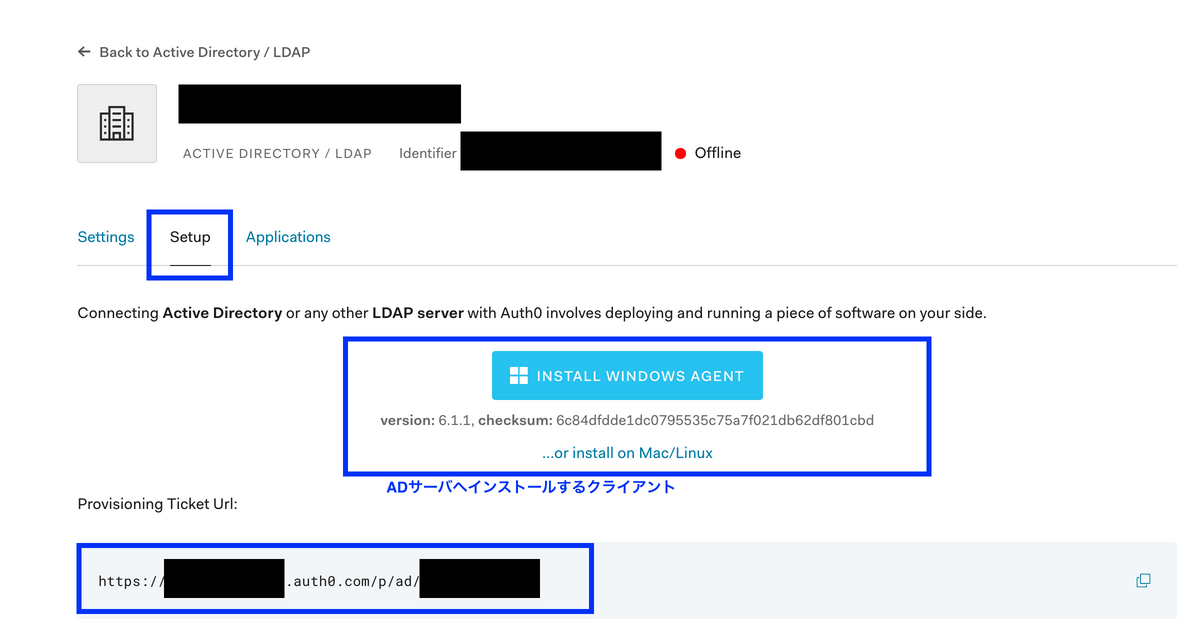 ← Back to Active Directory / LDAP
ACTIVE DIRECTORY / LDAP Identifier Offline
Settings Setup Applications
Connecting Active Directory or any other LDAP server with Auth0 involves deploying and running a piece of software on your side.
INSTALL WINDOWS AGENT
version: 6.1.1, checksum: 6c84dfdde1dc0795535c75a7f021db62df801cbd
...or install on Mac/Linux
ADサーバへインストールするクライアント
Provisioning Ticket Url:
https:// .auth0.com/p/ad/